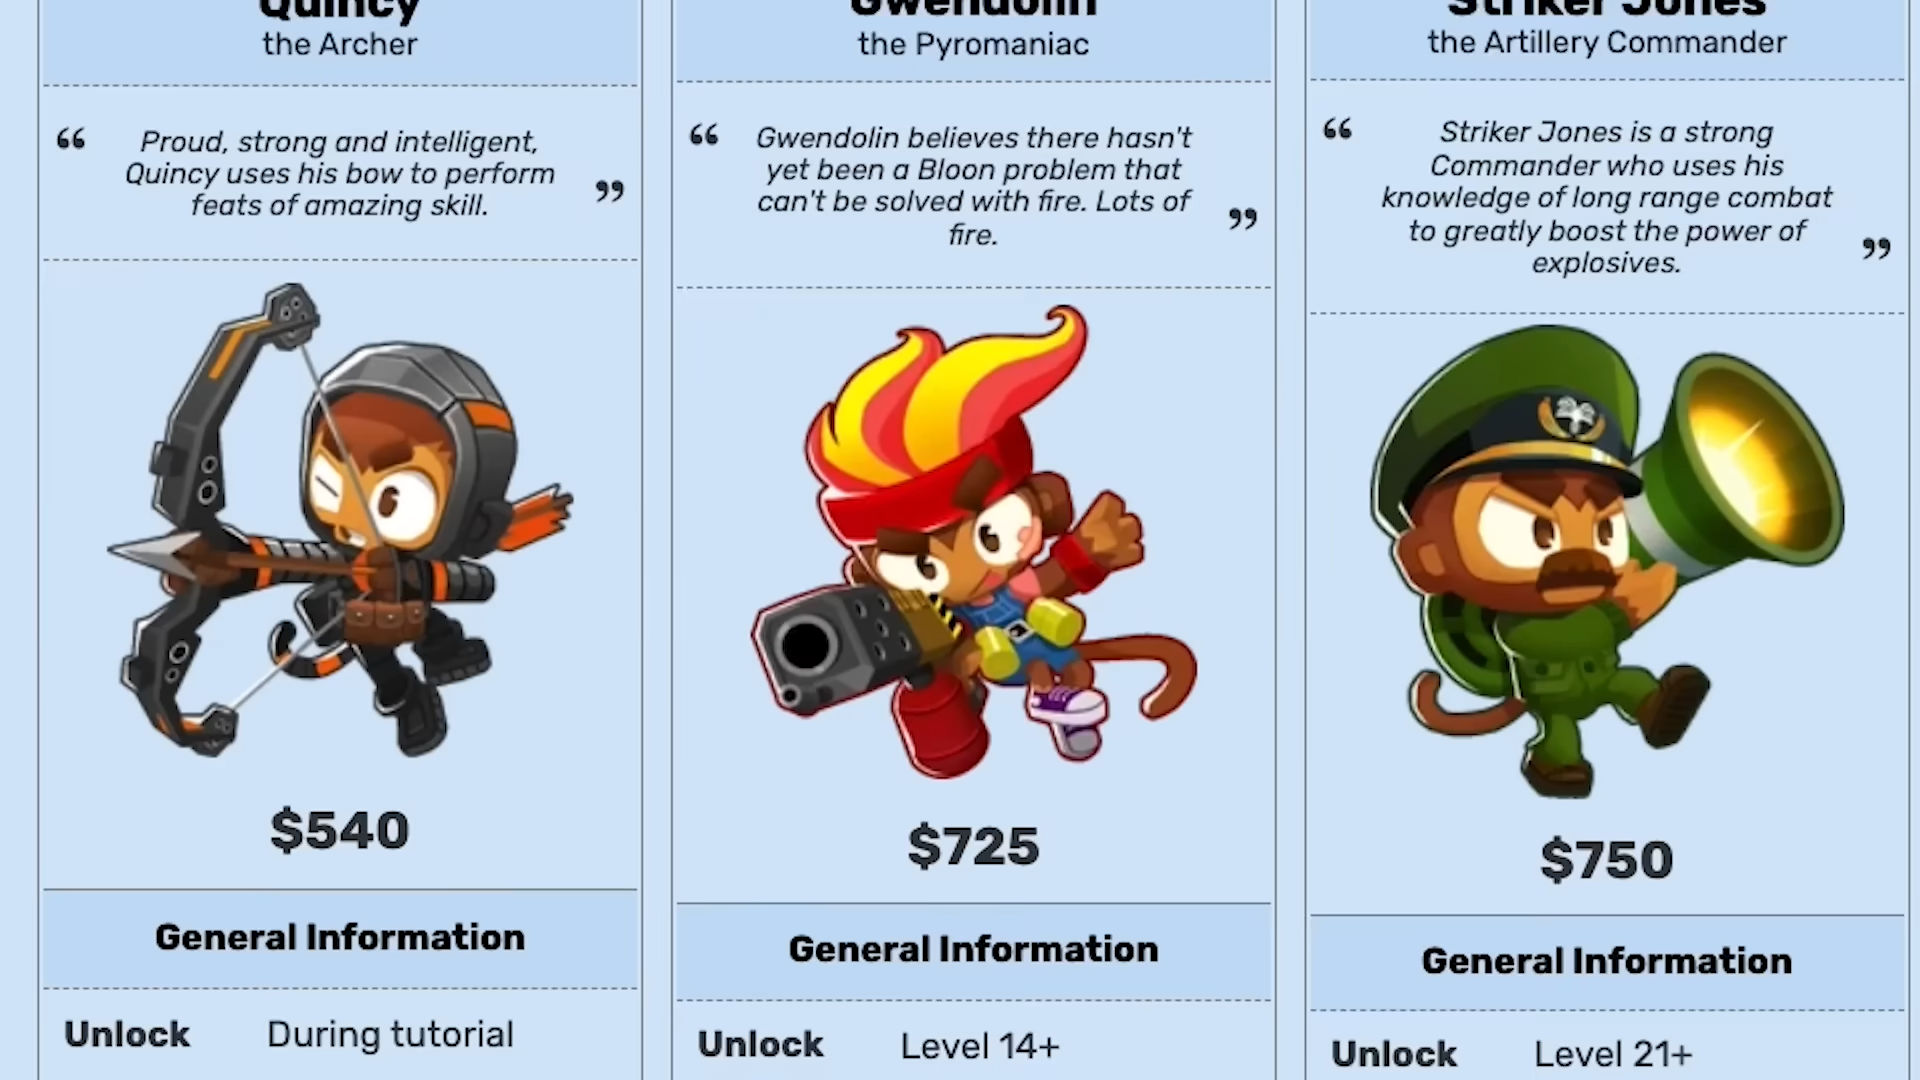 Quincy
the Archer
“ Proud, strong and intelligent,
Quincy uses his bow to perform
feats of amazing skill. ”
$540
General Information
Unlock During tutorial
Gwendolin
the Pyromaniac
“ Gwendolin believes there hasn't
yet been a Bloon problem that
can't be solved with fire. Lots of
fire. ”
$725
General Information
Unlock Level 14+
Striker Jones
the Artillery Commander
“ Striker Jones is a strong
Commander who uses his
knowledge of long range combat
to greatly boost the power of
explosives. ”
$750
General Information
Unlock Level 21+